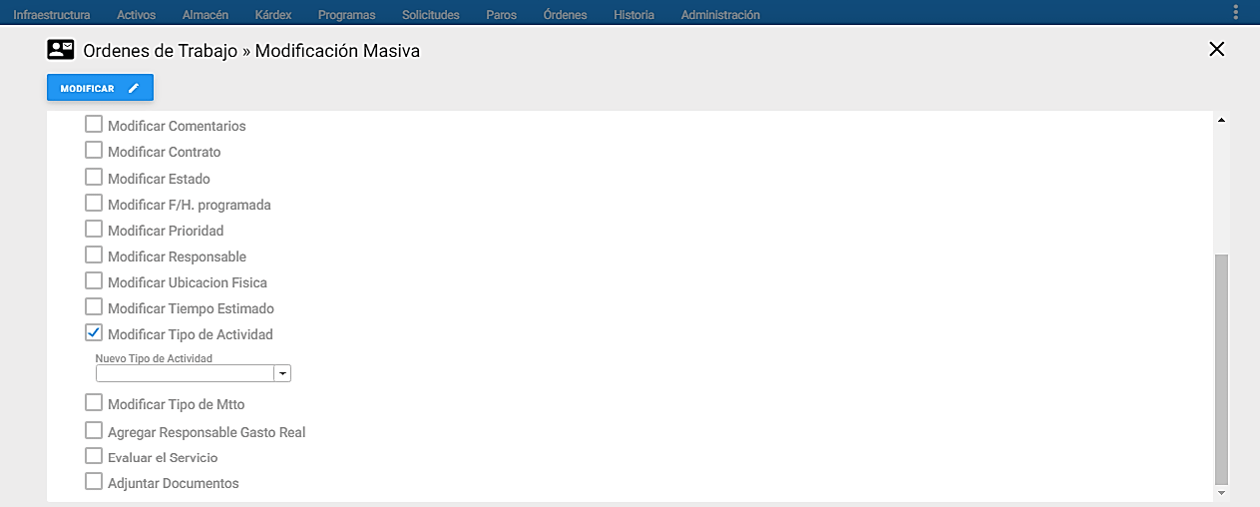 Infraestructura Activos Almacén Kárdex Programas Solicitudes Paros Órdenes Historia Administración
Ordenes de Trabajo » Modificación Masiva
MODIFICAR
Modificar Comentarios
Modificar Contrato
Modificar Estado
Modificar F/H. programada
Modificar Prioridad
Modificar Responsable
Modificar Ubicacion Fisica
Modificar Tiempo Estimado
Modificar Tipo de Actividad
Nuevo Tipo de Actividad
Modificar Tipo de Mtto
Agregar Responsable Gasto Real
Evaluar el Servicio
Adjuntar Documentos